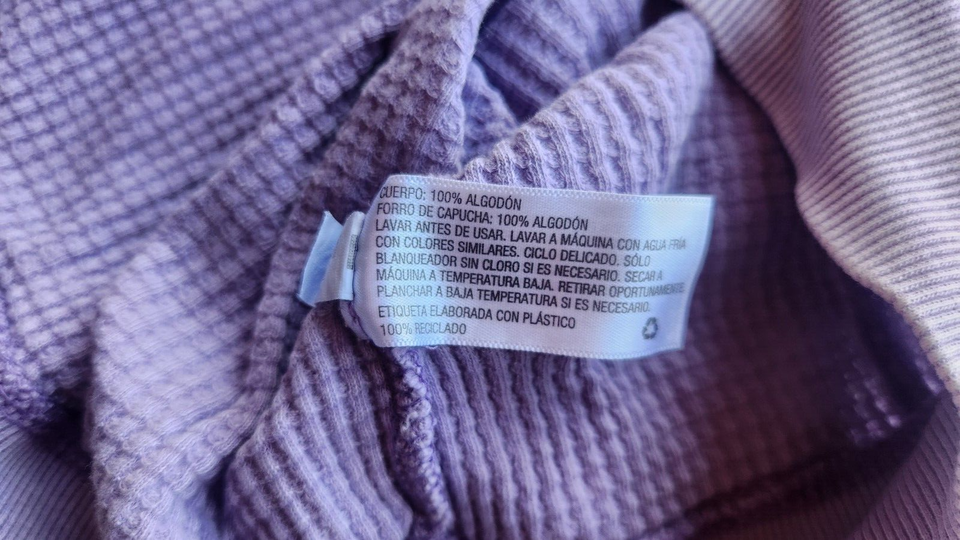 CUERPO: 100% ALGODÓN
FORRO DE CAPUCHA: 100% ALGODÓN
LAVAR ANTES DE USAR. LAVAR A MÁQUINA CON AGUA FRÍA
CON COLORES SIMILARES. CICLO DELICADO. SÓLO
BLANQUEADOR SIN CLORO SI ES NECESARIO. SECAR A
MÁQUINA A TEMPERATURA BAJA. RETIRAR OPORTUNAMENTE.
PLANCHAR A BAJA TEMPERATURA SI ES NECESARIO.
ETIQUETA ELABORADA CON PLÁSTICO
100% RECICLADO